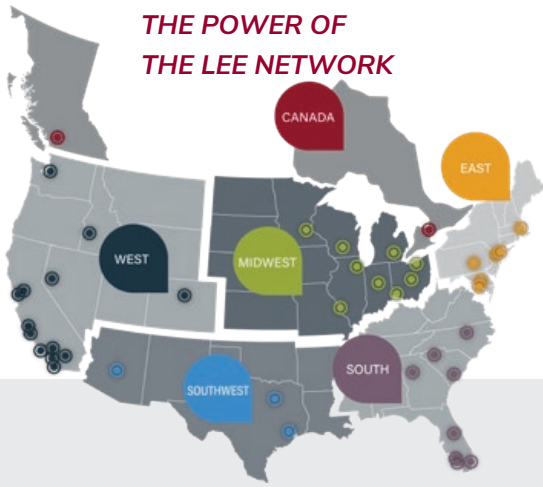 THE POWER OF
THE LEE NETWORK
CANADA
EAST
WEST
MIDWEST
SOUTH
SOUTHWEST